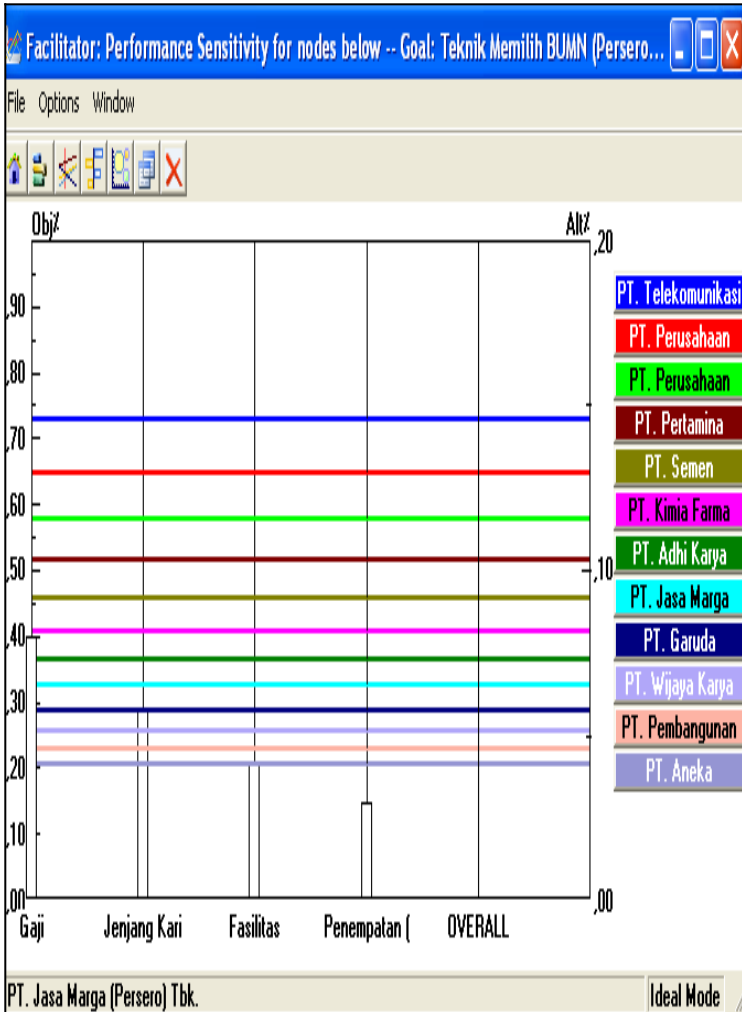 Facilitator: Performance Sensitivity for nodes below -- Goal: Teknik Memilih BUMN (Persero...
File Options Window
Obj% Alt%
,20
,90
,80
,70
,60
,50
,10
,40
,30
,20
,10
,00
,00
Gaji Jenjang Kari Fasilitas Penempatan ( OVERALL
PT. Telekomunikasi
PT. Perusahaan
PT. Perusahaan
PT. Pertamina
PT. Semen
PT. Kimia Farma
PT. Adhi Karya
PT. Jasa Marga
PT. Garuda
PT. Wijaya Karya
PT. Pembangunan
PT. Aneka
PT. Jasa Marga (Persero) Tbk.
Ideal Mode